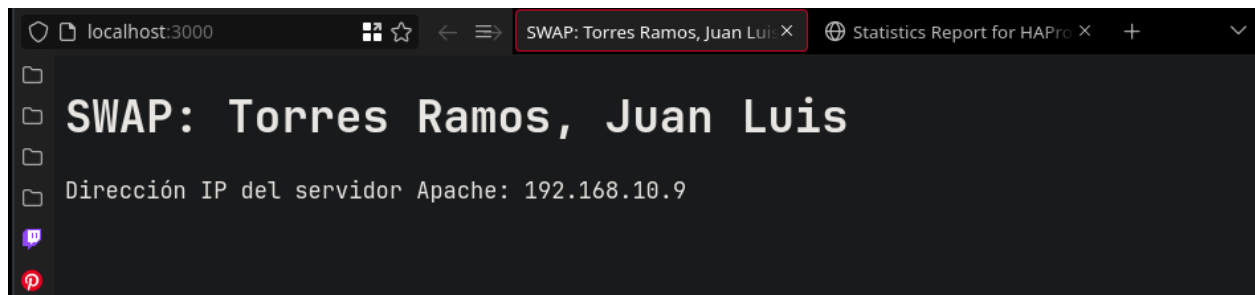 localhost:3000
SWAP: Torres Ramos, Juan Luis
Statistics Report for HAPro
SWAP: Torres Ramos, Juan Luis
Dirección IP del servidor Apache: 192.168.10.9